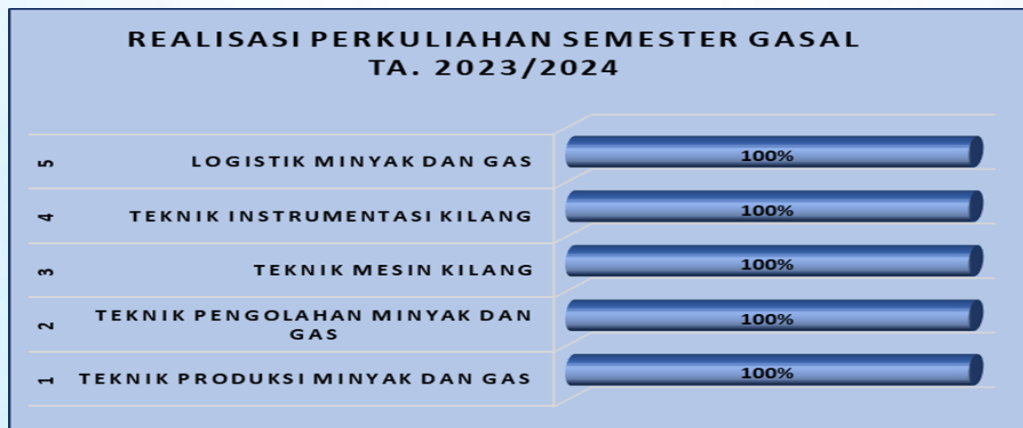 REALISASI PERKULIAHAN SEMESTER GASAL
TA. 2023/2024
5 LOGISTIK MINYAK DAN GAS 100%
4 TEKNIK INSTRUMENTASI KILANG 100%
3 TEKNIK MESIN KILANG 100%
2 TEKNIK PENGOLAHAN MINYAK DAN
GAS 100%
1 TEKNIK PRODUKSI MINYAK DAN GAS 100%